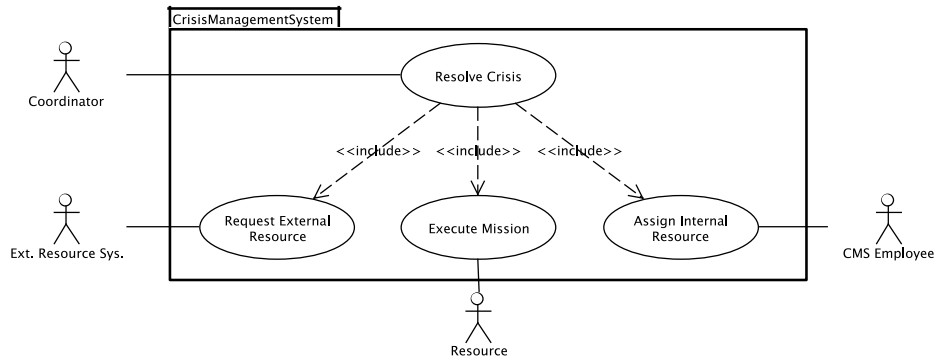 CrisisManagementSystem
Resolve Crisis
Coordinator
<<include>>
<<include>>
<<include>>
Request External
Resource
Execute Mission
Assign Internal
Resource
Ext. Resource Sys.
CMS Employee
Resource